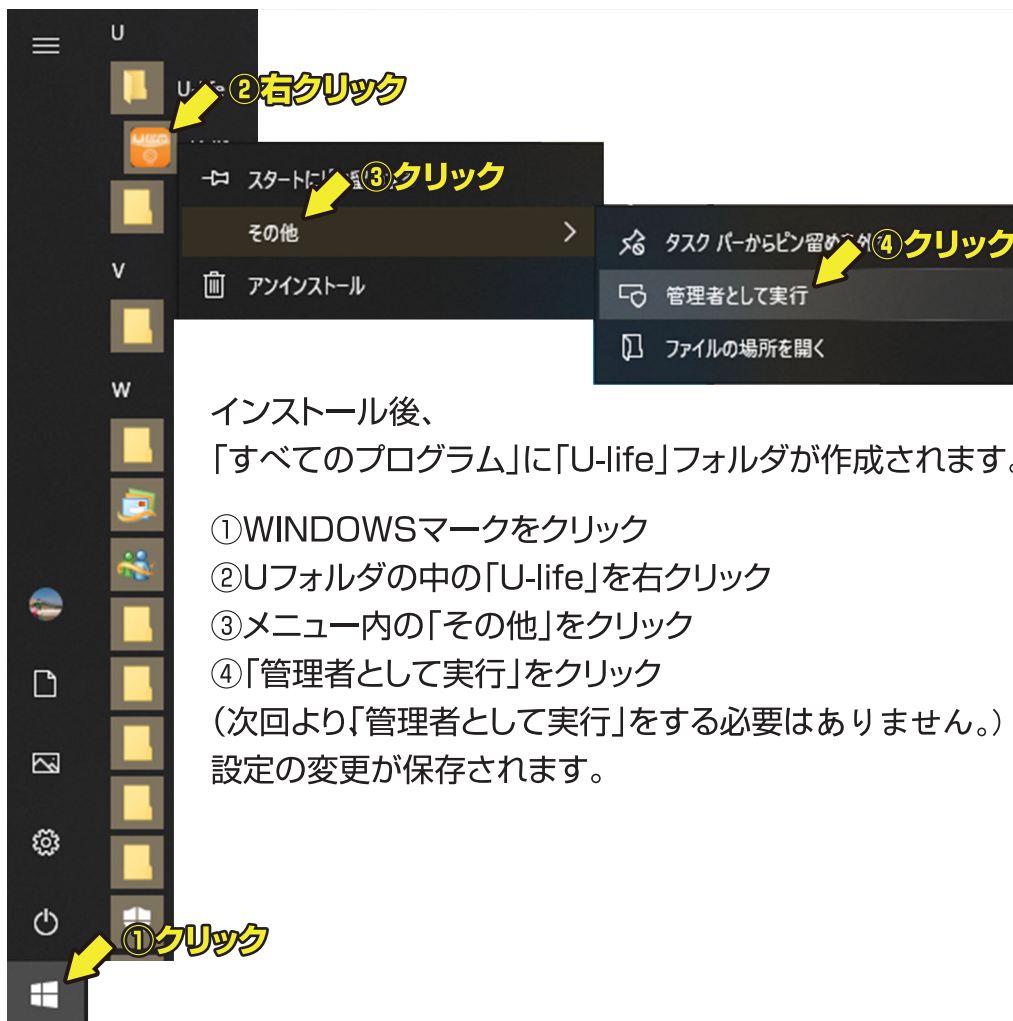 U
U-life
②右クリック
スタートにピン留め
③クリック
その他
タスク バーからピン留めを外す
④クリック
アンインストール
管理者として実行
ファイルの場所を開く
V
W
インストール後、
「すべてのプログラム」に「U-life」フォルダが作成されます。
①WINDOWSマークをクリック
②Uフォルダの中の「U-life」を右クリック
③メニュー内の「その他」をクリック
④「管理者として実行」をクリック
（次回より、「管理者として実行」をする必要はありません。）
設定の変更が保存されます。
①クリック